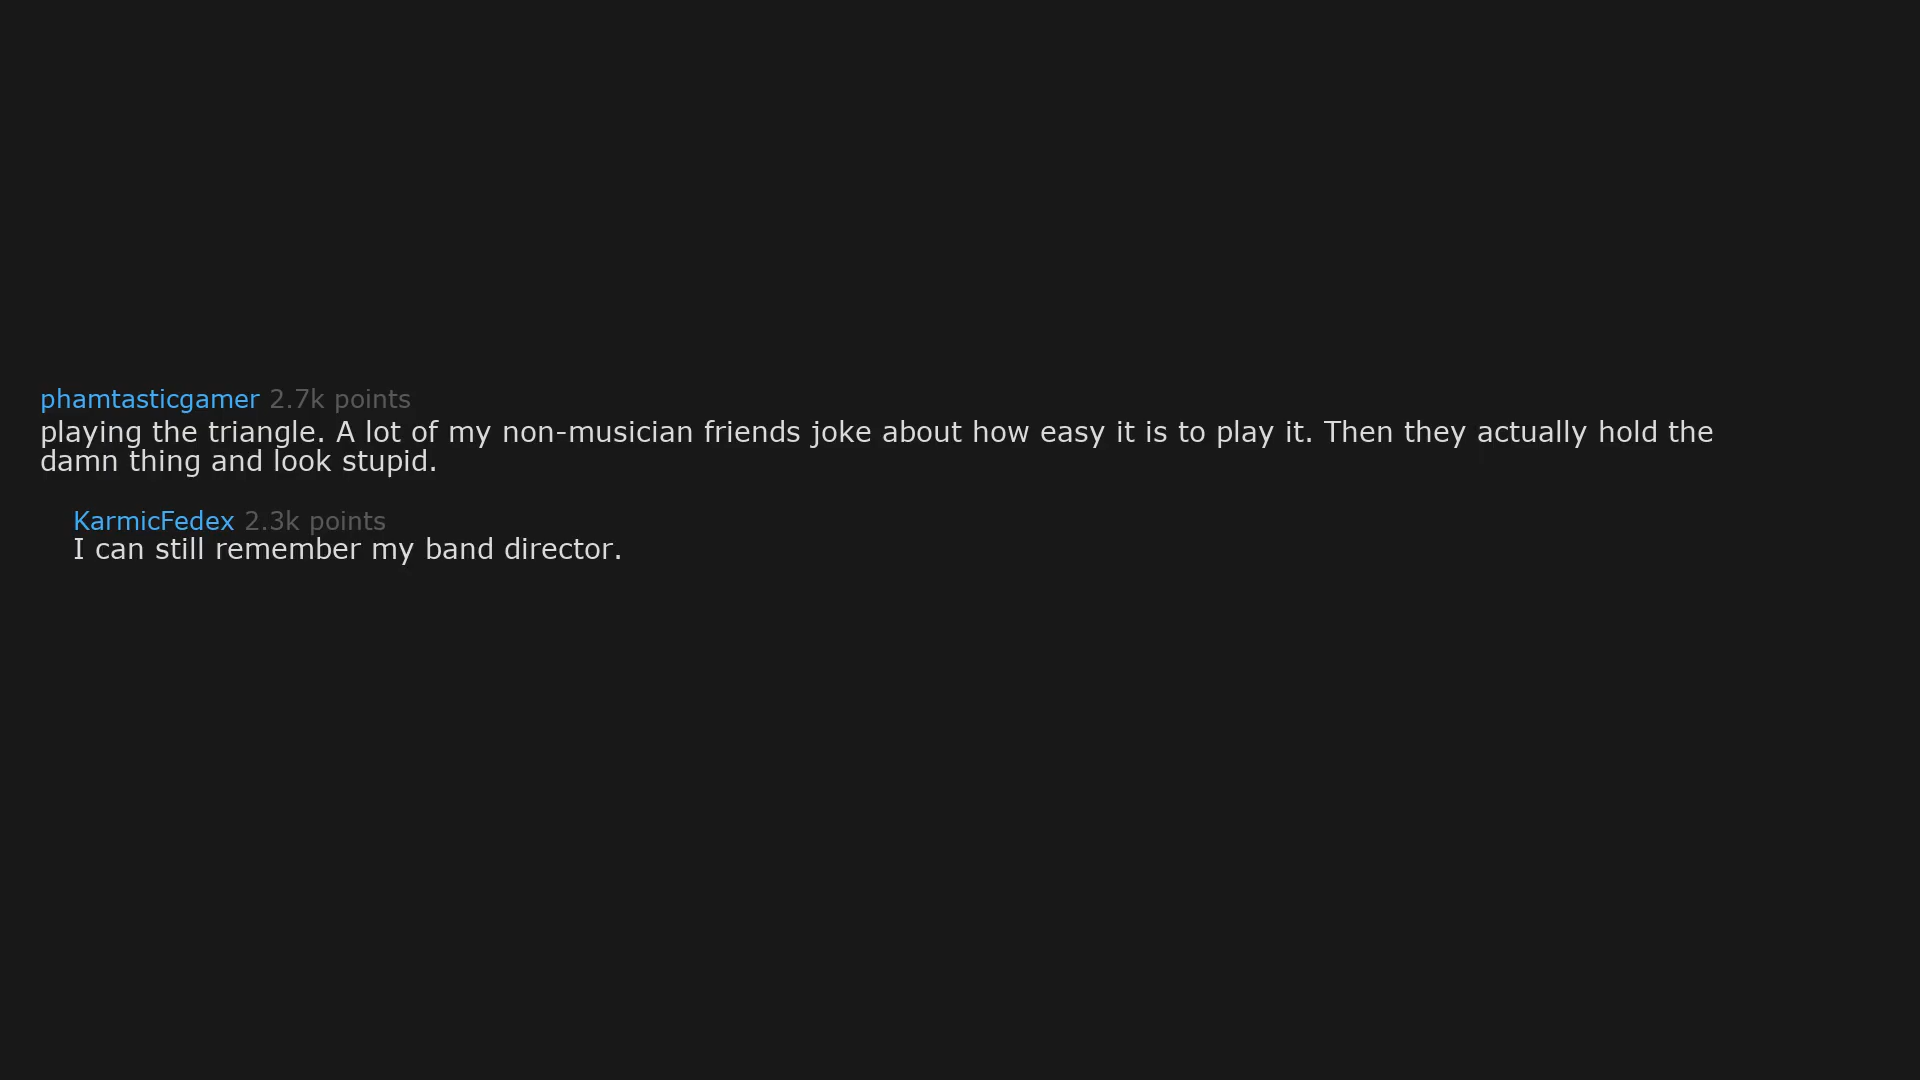 phamtasticgamer 2.7k points
playing the triangle. A lot of my non-musician friends joke about how easy it is to play it. Then they actually hold the
damn thing and look stupid.
KarmicFedex 2.3k points
I can still remember my band director.